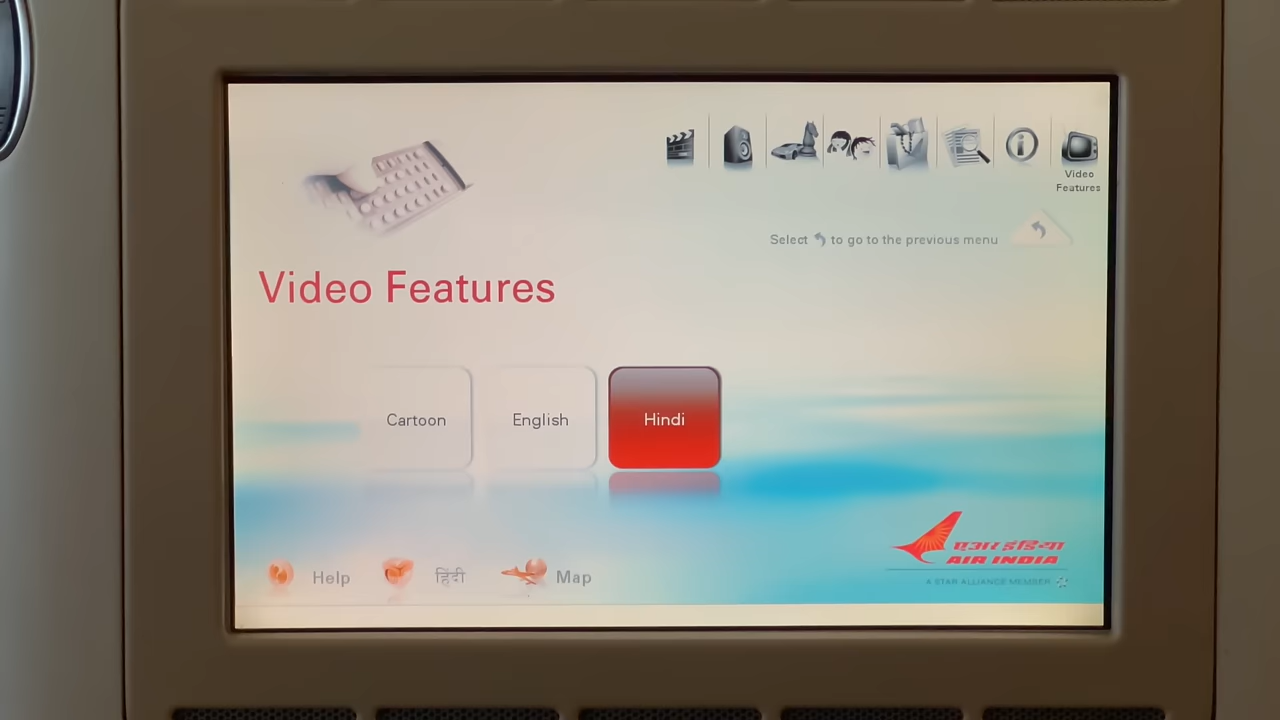 Video
Features
Select to go to the previous menu
Video Features
Cartoon
English
Hindi
एअर इंडिया
AIR INDIA
A STAR ALLIANCE MEMBER
Help
हिंदी
Map